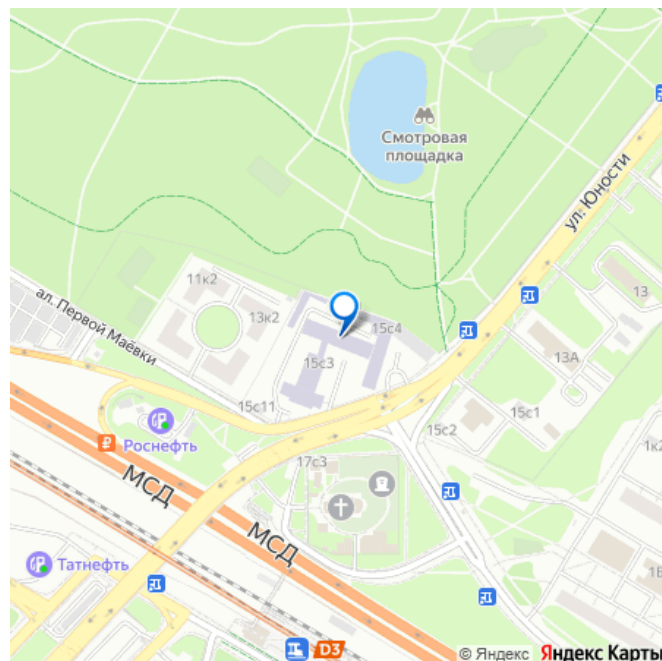 Смотровая
площадка
ул. Юности
11к2
ал. Первой Маёвки
13к2
13
15с4
15с3
13А
15с11
15с1
15с2
Роснефть
17с3
1к2
МСД
МСД
Татнефть
D3
© Яндекс Яндекс Карты